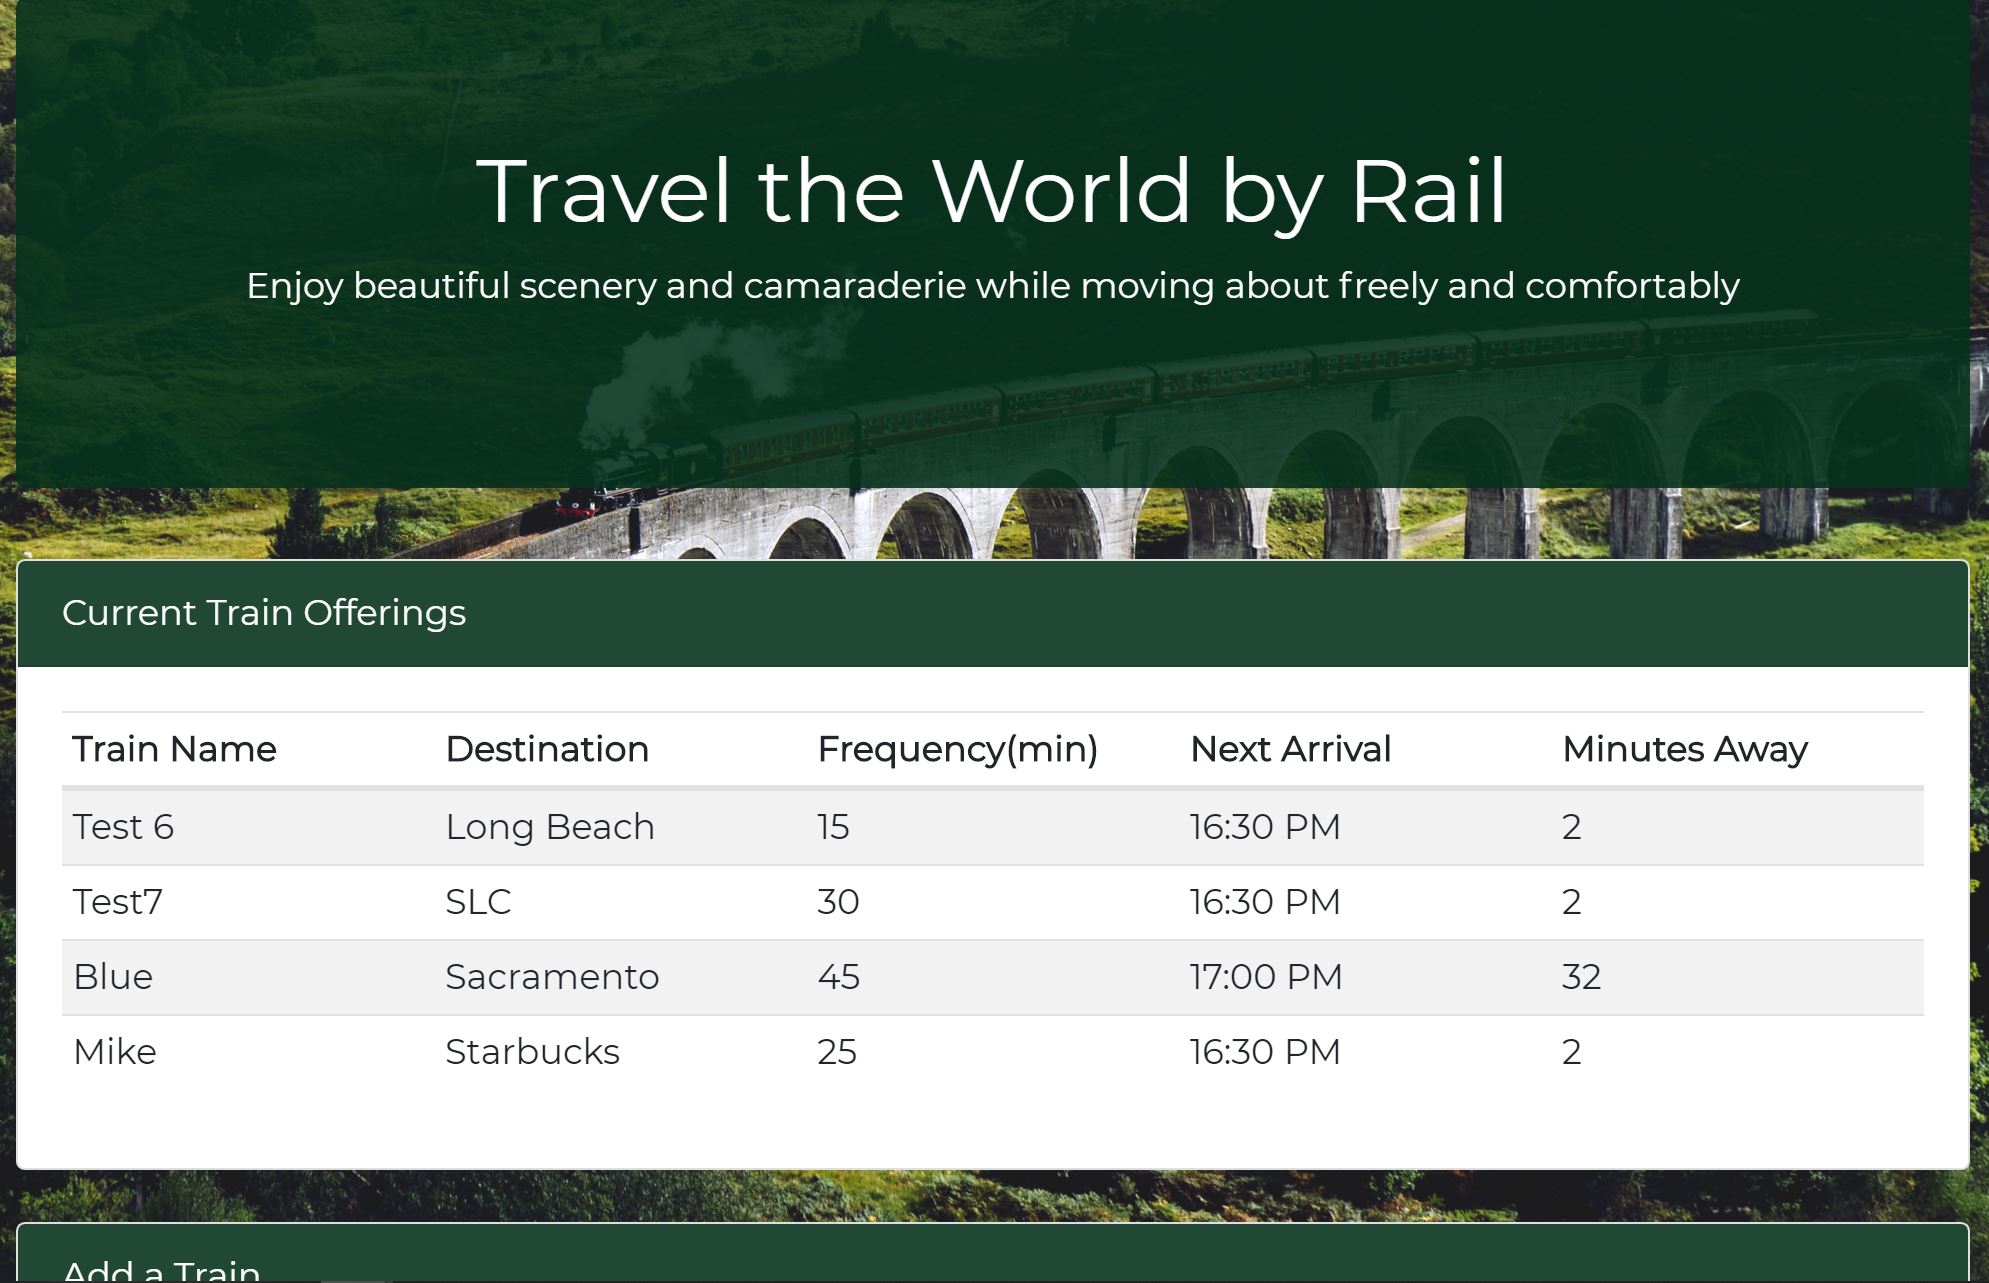 Travel the World by Rail
Enjoy beautiful scenery and camaraderie while moving about freely and comfortably
Current Train Offerings
Train Name Destination Frequency(min) Next Arrival Minutes Away
Test 6 Long Beach 15 16:30 PM 2
Test7 SLC 30 16:30 PM 2
Blue Sacramento 45 17:00 PM 32
Mike Starbucks 25 16:30 PM 2
Add a Train